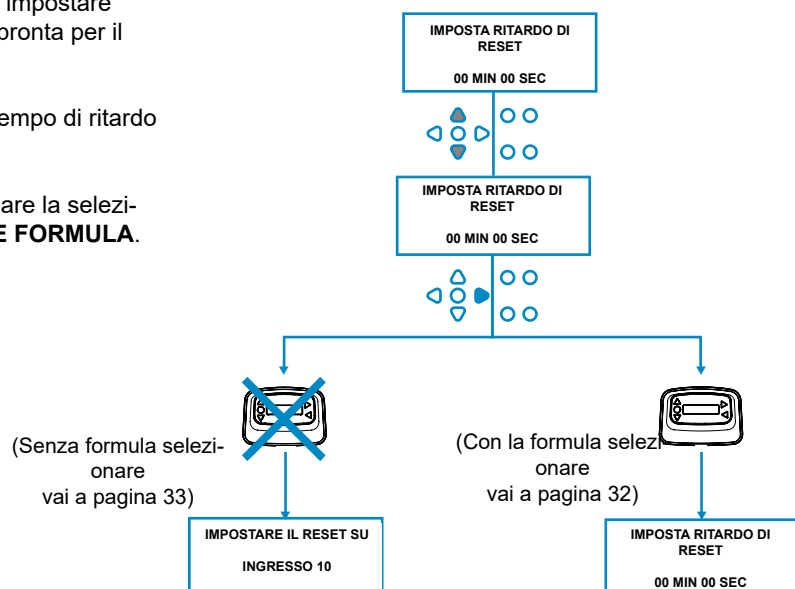 impostare
pronta per il
empo di ritardo
are la selezi-
E FORMULA.
IMPOSTA RITARDO DI
RESET
00 MIN 00 SEC
IMPOSTA RITARDO DI
RESET
00 MIN 00 SEC
(Senza formula selezi-
onare
vai a pagina 33)
(Con la formula selezi
onare
vai a pagina 32)
IMPOSTARE IL RESET SU
INGRESSO 10
IMPOSTA RITARDO DI
RESET
00 MIN 00 SEC